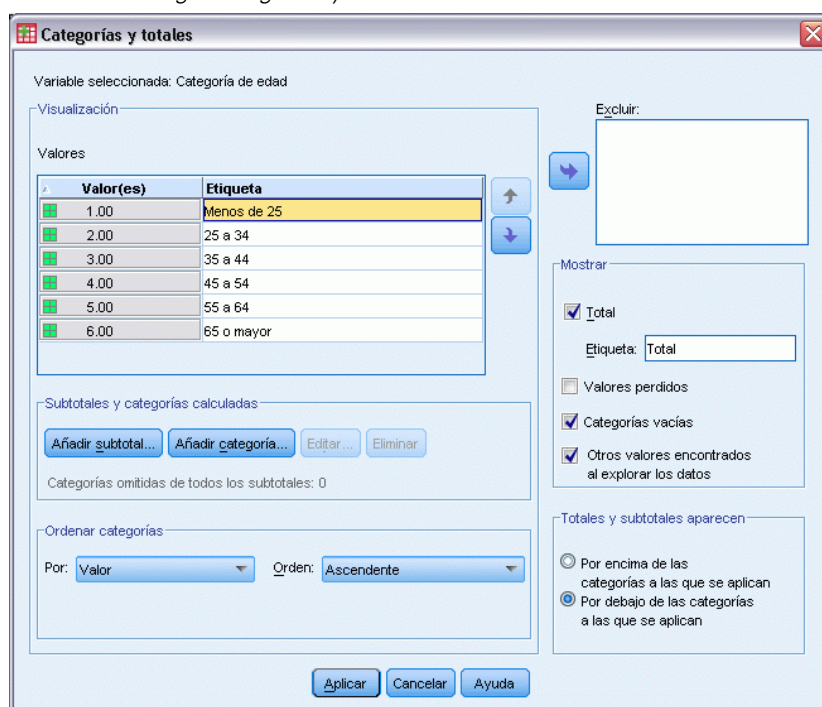 Categorías y totales
Variable seleccionada: Categoría de edad
Visualización
Valores
Valor(es) Etiqueta
1.00 Menos de 25
2.00 25 a 34
3.00 35 a 44
4.00 45 a 54
5.00 55 a 64
6.00 65 o mayor
Subtotales y categorías calculadas
Añadir subtotal... Añadir categoría... Editar... Eliminar
Categorías omitidas de todos los subtotales: 0
Ordenar categorías
Por: Valor Orden: Ascendente
Excluir:
Mostrar
Total
Etiqueta: Total
Valores perdidos
Categorías vacías
Otros valores encontrados
al explorar los datos
Totales y subtotales aparecen
Por encima de las
categorías a las que se aplican
Por debajo de las categorías
a las que se aplican
Aplicar Cancelar Ayuda